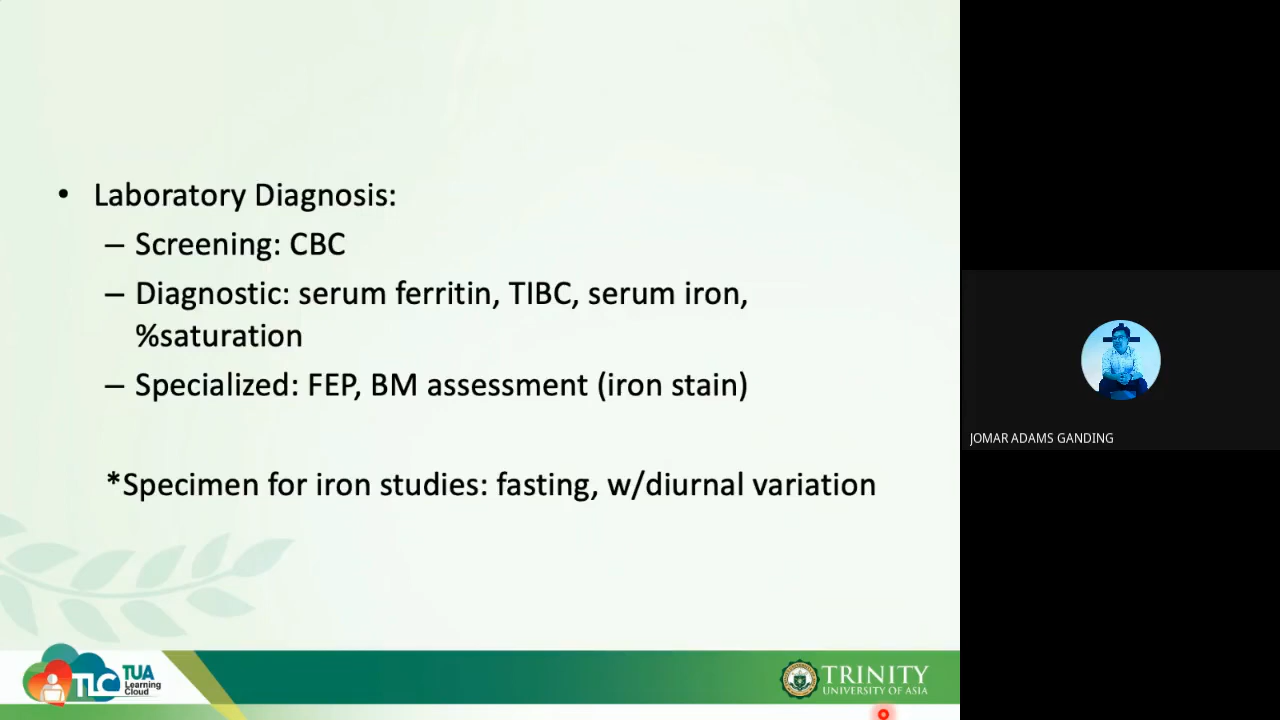 • Laboratory Diagnosis:
– Screening: CBC
– Diagnostic: serum ferritin, TIBC, serum iron,
%saturation
– Specialized: FEP, BM assessment (iron stain)
*Specimen for iron studies: fasting, w/diurnal variation
JOMAR ADAMS GANDING
TLC TUA
Learning
Cloud
TRINITY
UNIVERSITY OF ASIA